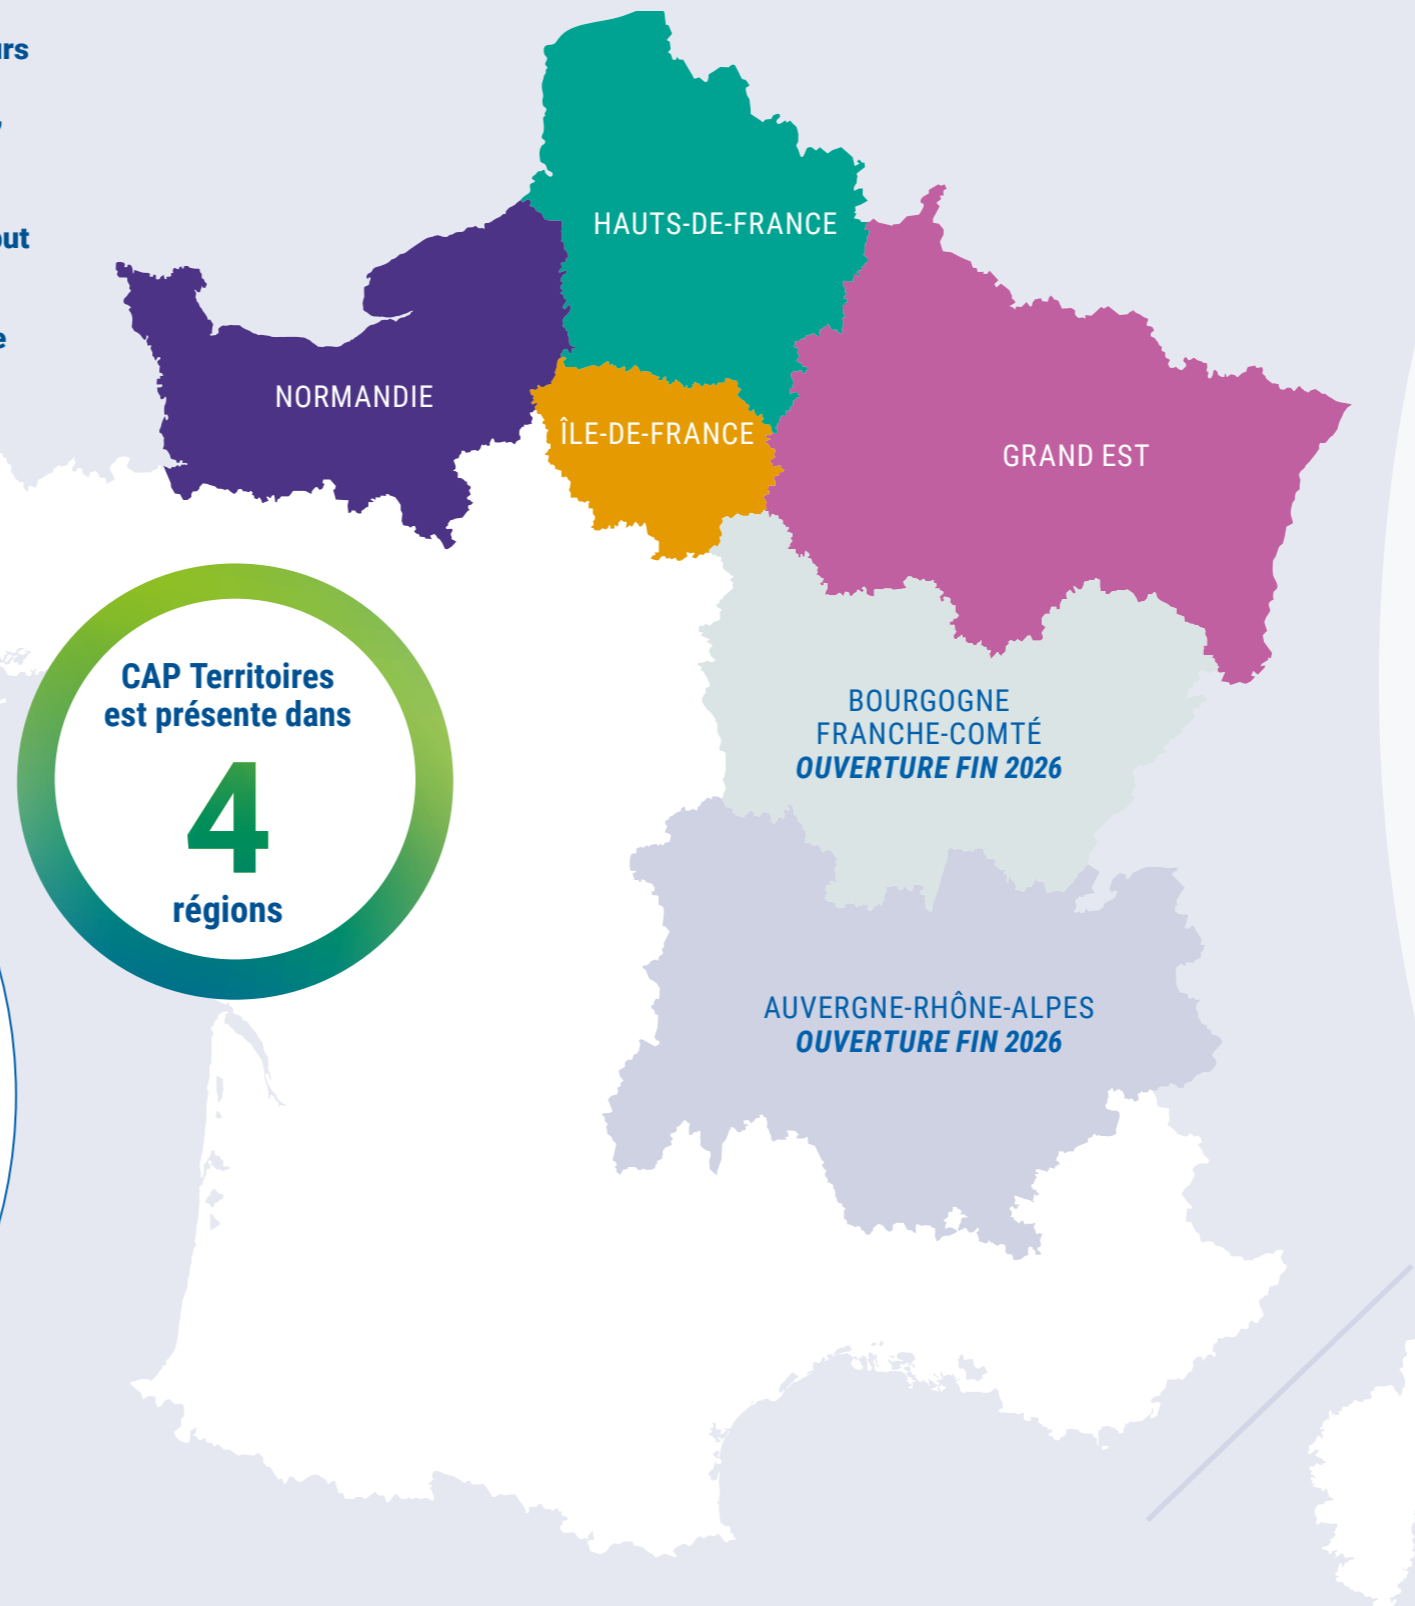 HAUTS-DE-FRANCE
NORMANDIE
ÎLE-DE-FRANCE
GRAND EST
CAP Territoires
est présente dans
4
régions
BOURGOGNE
FRANCHE-COMTÉ
OUVERTURE FIN 2026
AUVERGNE-RHÔNE-ALPES
OUVERTURE FIN 2026